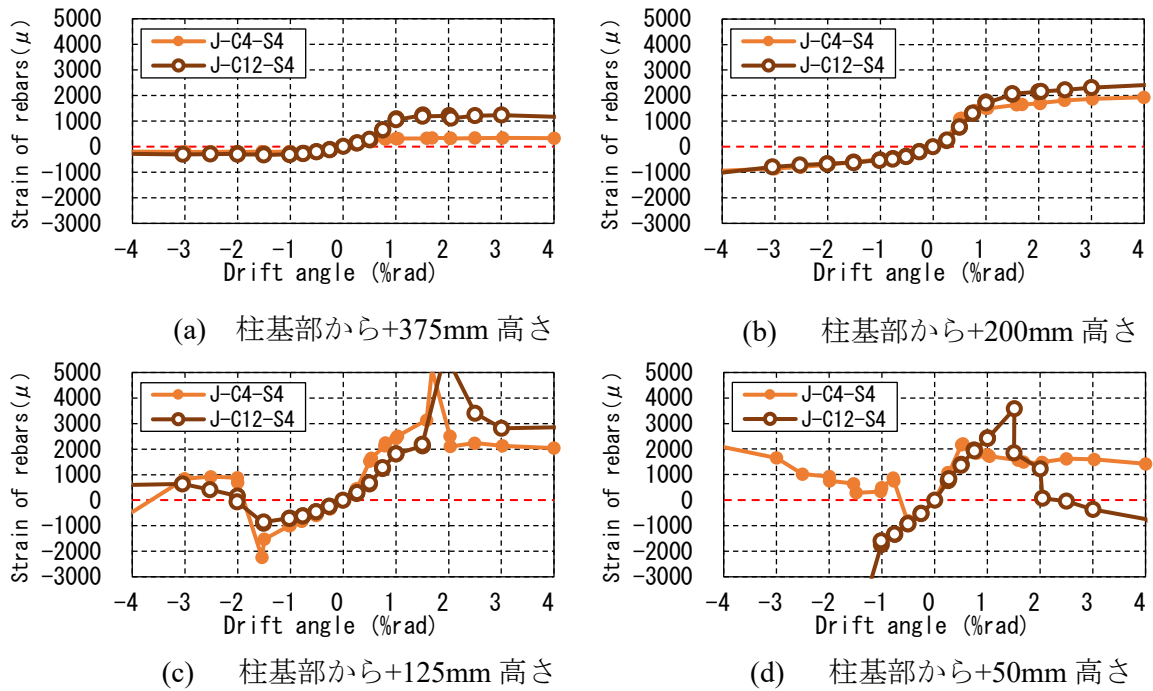 Strain of rebars(μ)
5000
4000
3000
2000
1000
0
-1000
-2000
-3000
J-C4-S4
J-C12-S4
-4 -3 -2 -1 0 1 2 3 4
Drift angle (%rad)
(a) 柱基部から+375mm 高さ
Strain of rebars(μ)
5000
4000
3000
2000
1000
0
-1000
-2000
-3000
J-C4-S4
J-C12-S4
-4 -3 -2 -1 0 1 2 3 4
Drift angle (%rad)
(b) 柱基部から+200mm 高さ
Strain of rebars(μ)
5000
4000
3000
2000
1000
0
-1000
-2000
-3000
J-C4-S4
J-C12-S4
-4 -3 -2 -1 0 1 2 3 4
Drift angle (%rad)
(c) 柱基部から+125mm 高さ
Strain of rebars(μ)
5000
4000
3000
2000
1000
0
-1000
-2000
-3000
J-C4-S4
J-C12-S4
-4 -3 -2 -1 0 1 2 3 4
Drift angle (%rad)
(d) 柱基部から+50mm 高さ